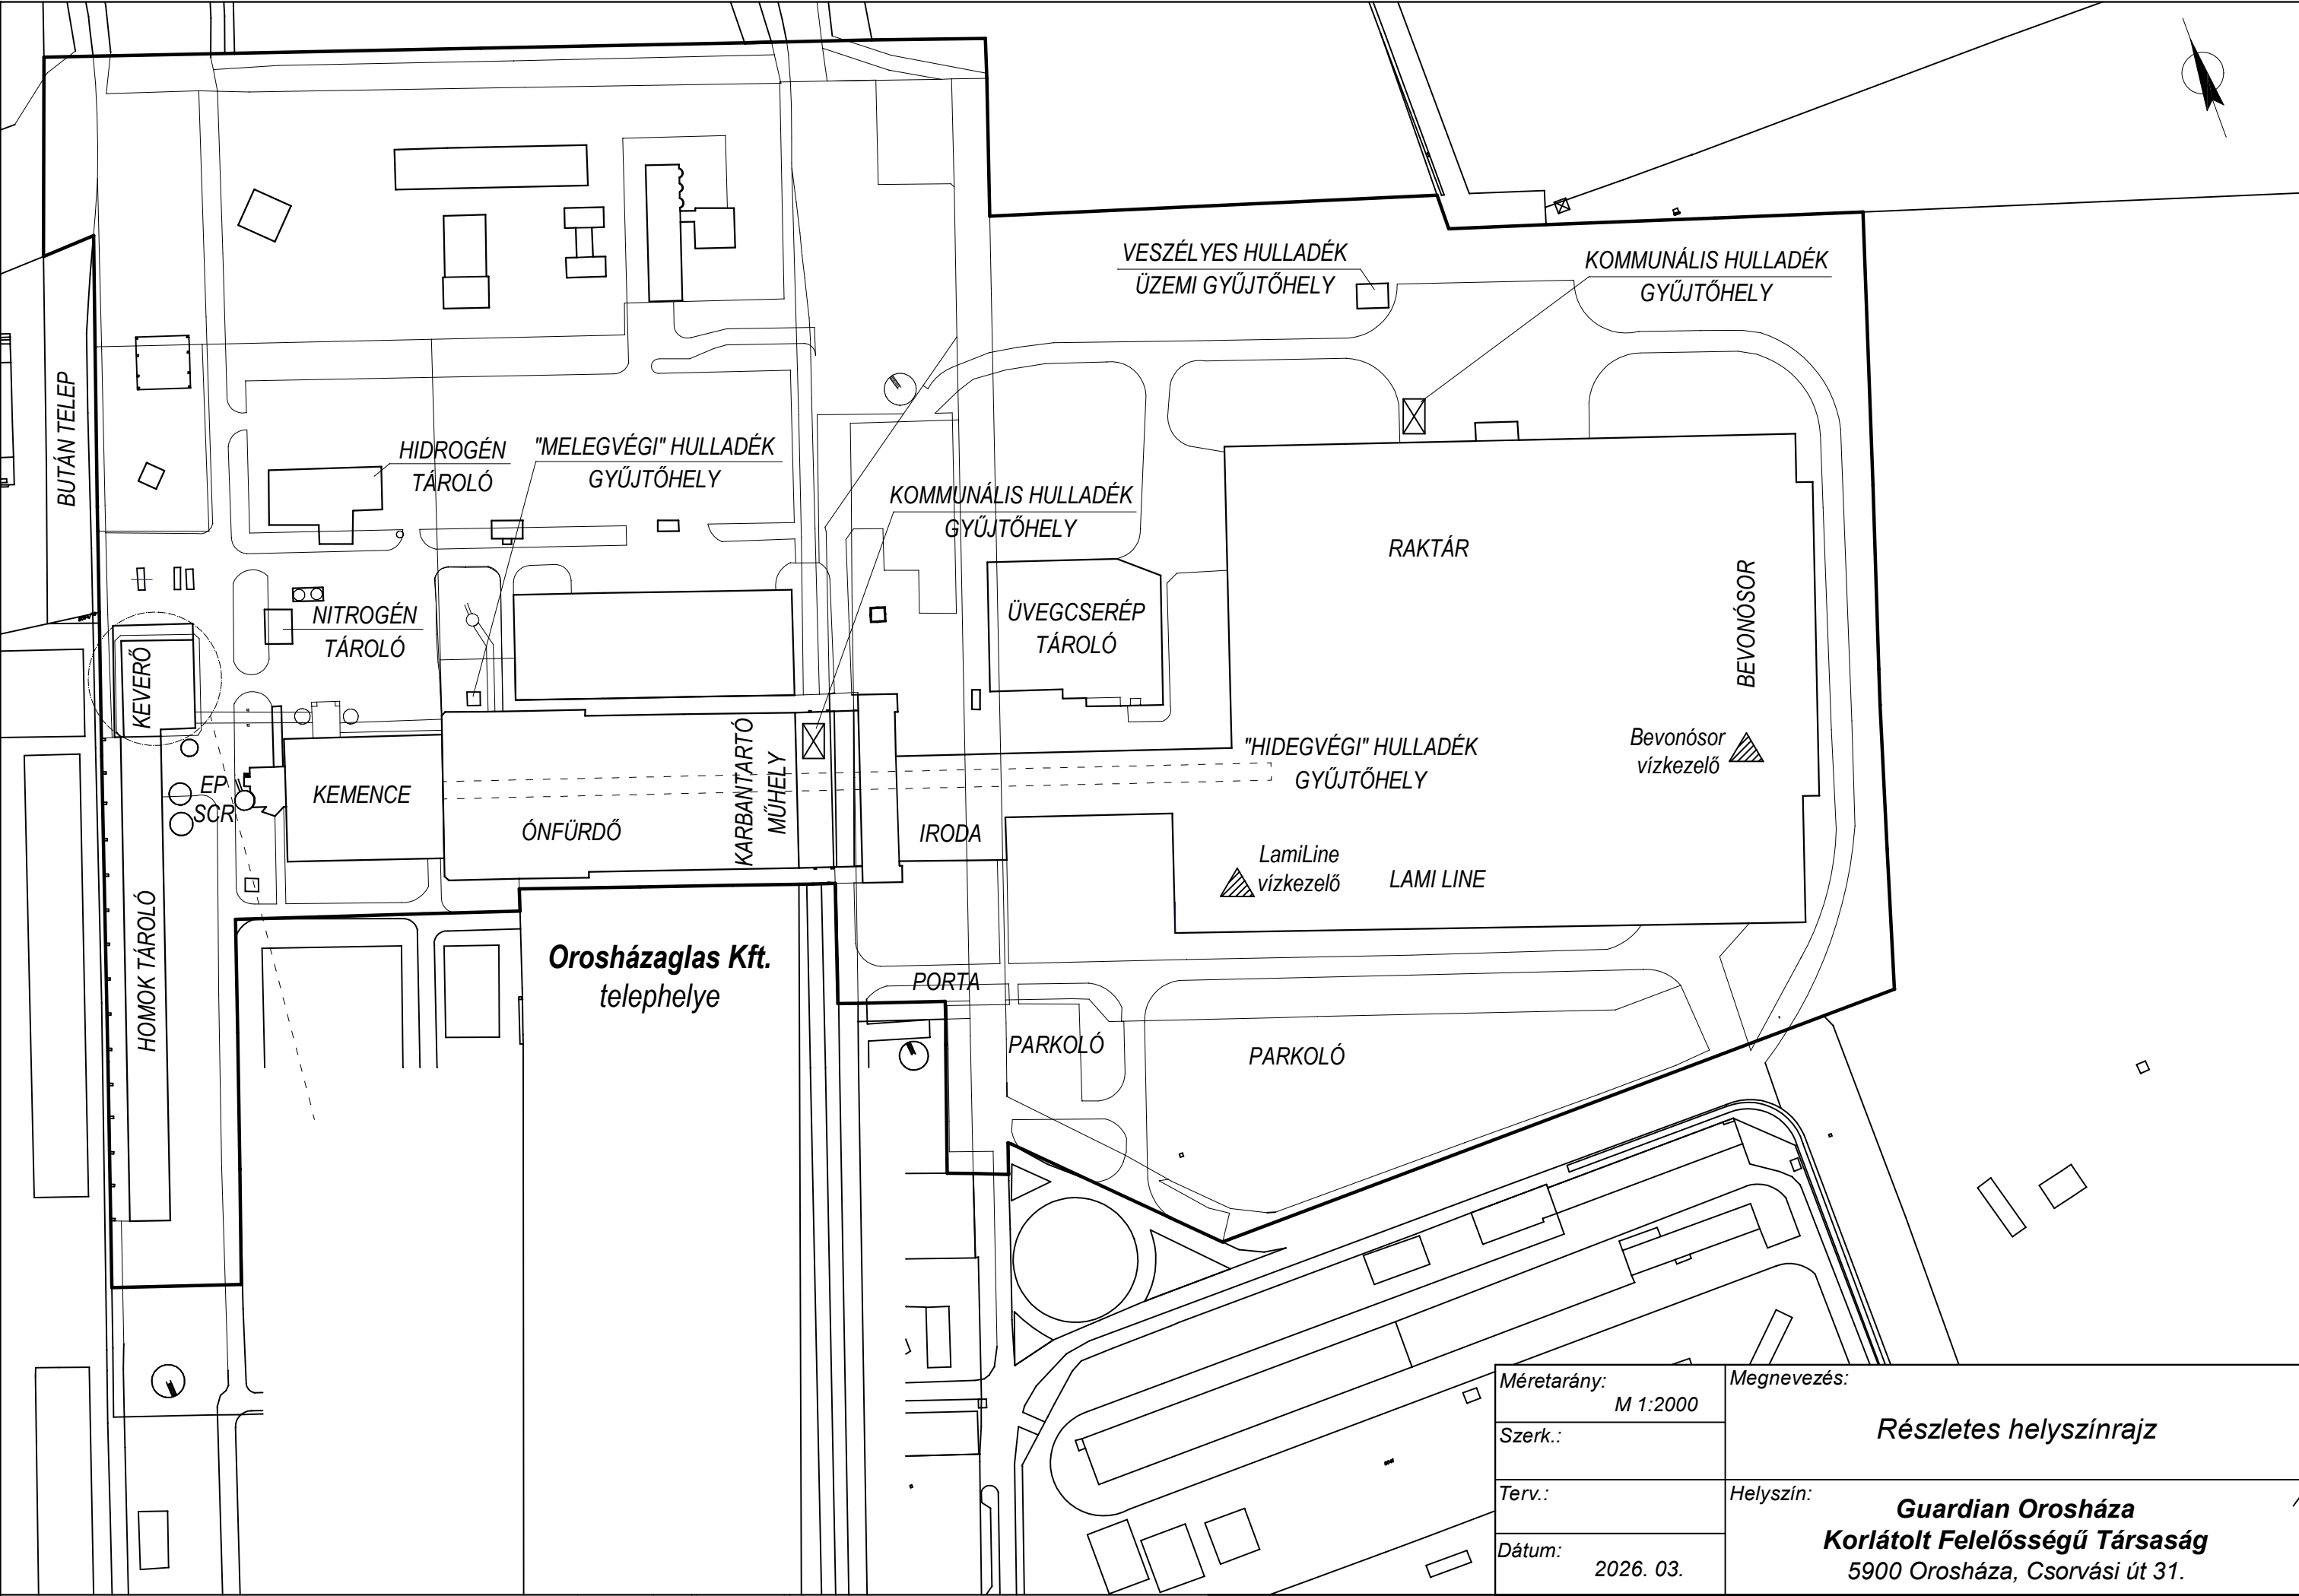 VESZÉLYES HULLADÉK
ÜZEMI GYŰJTŐHELY
KOMMUNÁLIS HULLADÉK
GYŰJTŐHELY
BUTÁN TELEP
HIDROGÉN
TÁROLÓ
"MELEGVÉGI" HULLADÉK
GYŰJTŐHELY
KOMMUNÁLIS HULLADÉK
GYŰJTŐHELY
RAKTÁR
BEVONÓSOR
NITROGÉN
TÁROLÓ
ÜVEGCSERÉP
TÁROLÓ
KEVERŐ
KARBANTARTÓ
MŰHELY
"HIDEGVÉGI" HULLADÉK
GYŰJTŐHELY
Bevonósor
vízkezelő
EP
SCR
KEMENCE
ÓNFÜRDŐ
IRODA
LamiLine
vízkezelő
LAMI LINE
HOMOK TÁROLÓ
Orosházaglas Kft.
telephelye
PORTA
PARKOLÓ
PARKOLÓ
Méretarány:
M 1:2000
Megnevezés:
Részletes helyszínrajz
Szerk.:
Terv.:
Helyszín:
Guardian Orosháza
Korlátolt Felelősségű Társaság
5900 Orosháza, Csorvási út 31.
Dátum:
2026. 03.